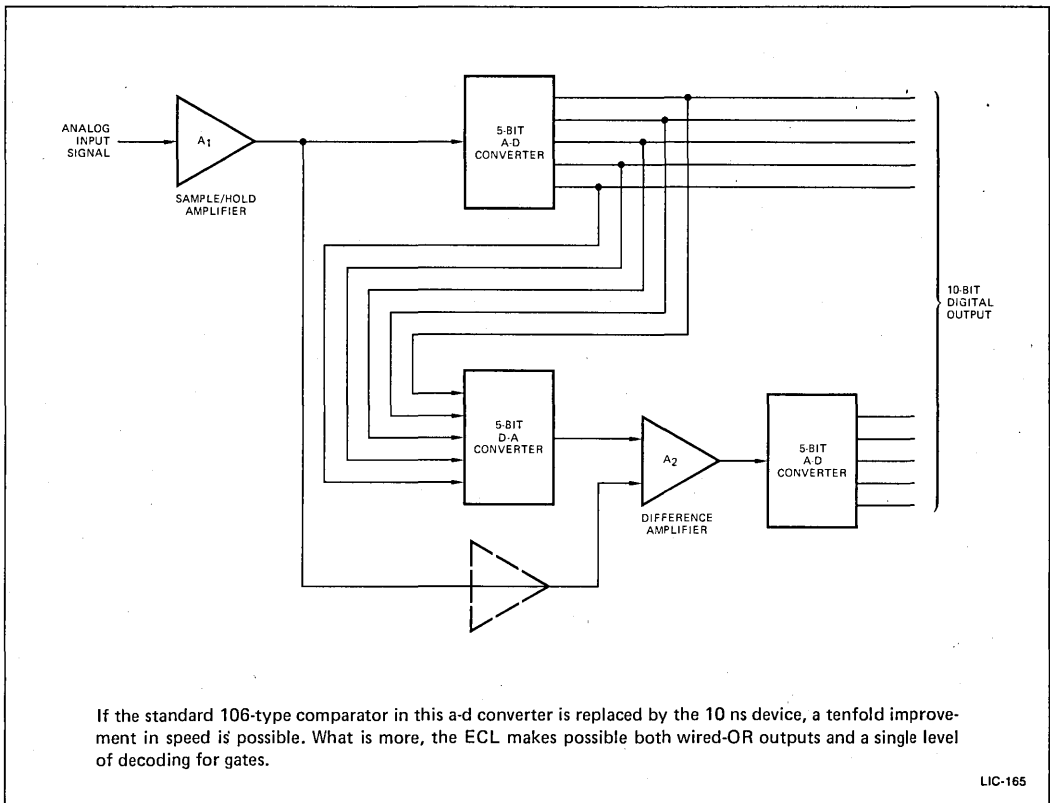 ANALOG
INPUT
SIGNAL
A1
SAMPLE/HOLD
AMPLIFIER
5-BIT
A-D
CONVERTER
10-BIT
DIGITAL
OUTPUT
5-BIT
D-A
CONVERTER
A2
DIFFERENCE
AMPLIFIER
5-BIT
A-D
CONVERTER
If the standard 106-type comparator in this a-d converter is replaced by the 10 ns device, a tenfold improve-
ment in speed is possible. What is more, the ECL makes possible both wired-OR outputs and a single level
of decoding for gates.
LIC-165